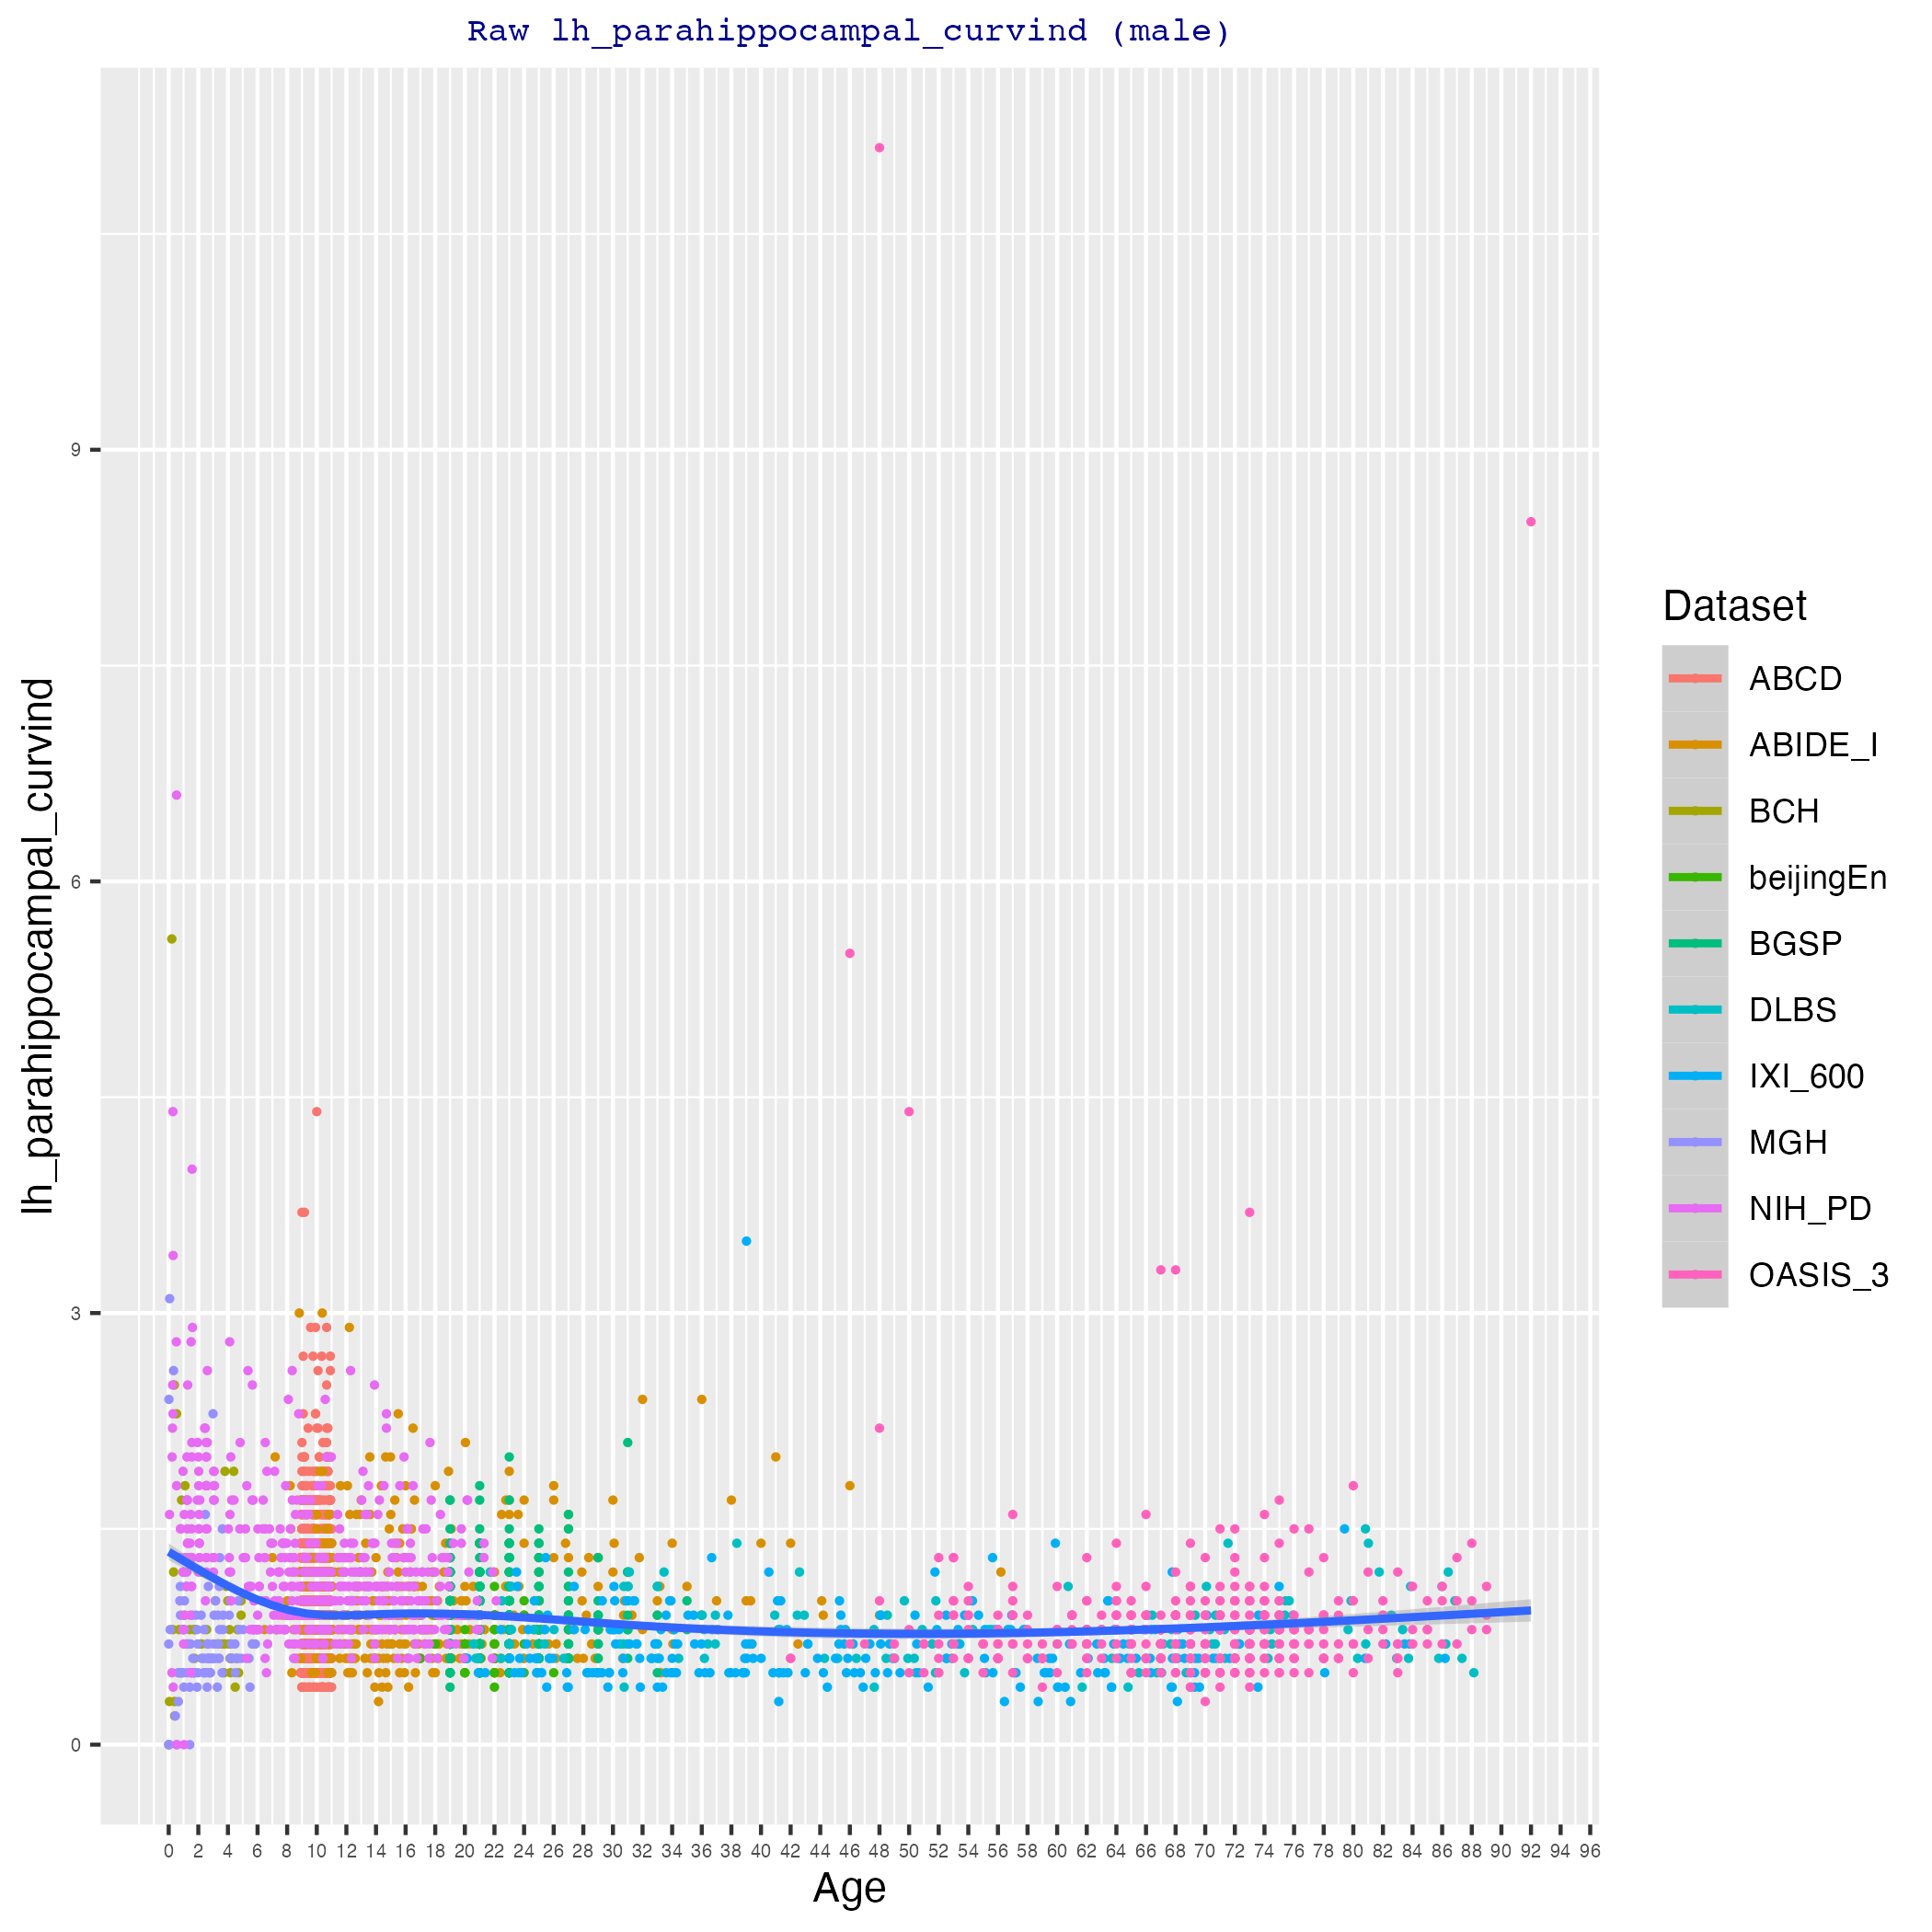 Raw lh_parahippocampal_curvind (male)
lh_parahippocampal_curvind
9
6
3
0
0 2 4 6 8 10 12 14 16 18 20 22 24 26 28 30 32 34 36 38 40 42 44 46 48 50 52 54 56 58 60 62 64 66 68 70 72 74 76 78 80 82 84 86 88 90 92 94 96
Age
Dataset
ABCD
ABIDE_I
BCH
beijingEn
BGSP
DLBS
IXI_600
MGH
NIH_PD
OASIS_3